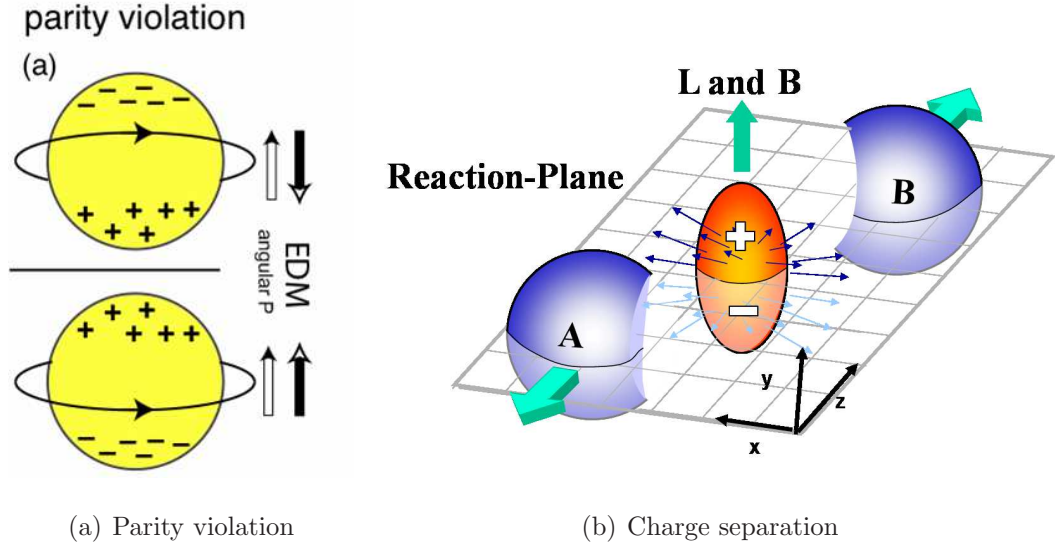 parity violation
(a)
EDM
angular P
L and B
Reaction-Plane
B
+
−
A
y
z
x
(a) Parity violation
(b) Charge separation